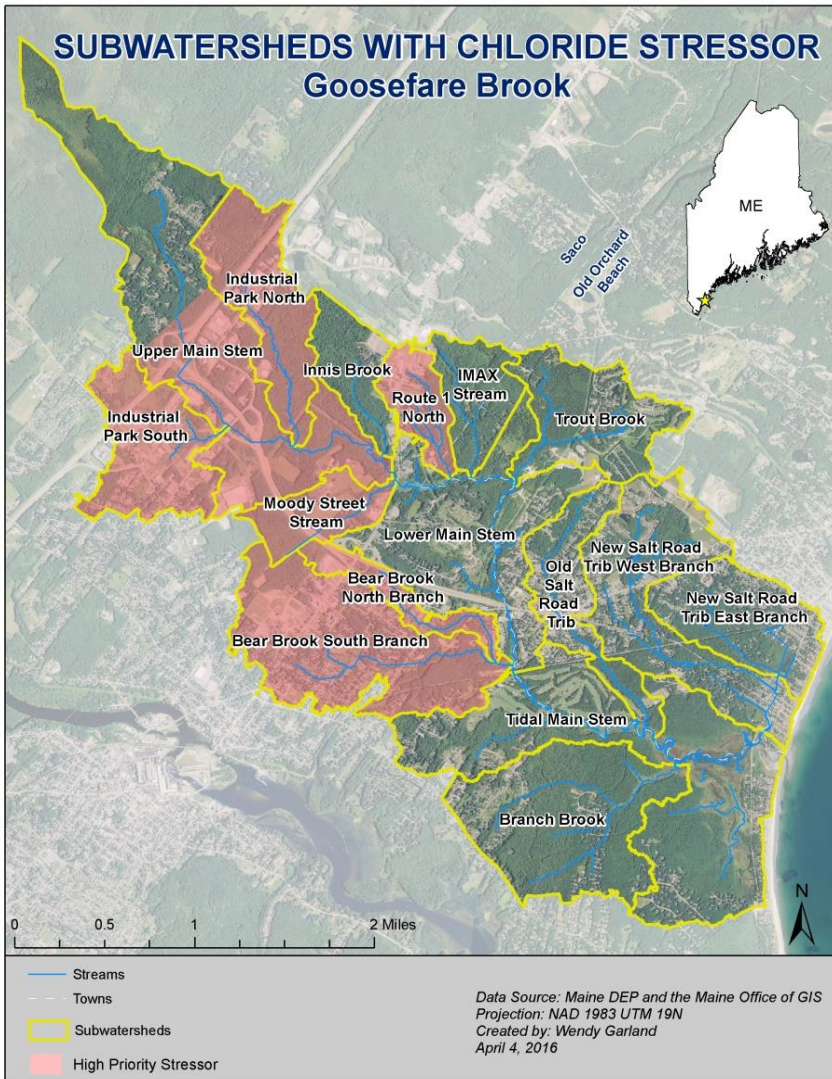 SUBWATERSHEDS WITH CHLORIDE STRESSOR
Goosefare Brook
ME
Saco
Old Orchard
Beach
Industrial
Park North
Upper Main Stem
Innis Brook
IMAX
Stream
Route 1
North
Trout Brook
Industrial
Park South
Moody Street
Stream
Lower Main Stem
Old
Salt
Road
Trib
New Salt Road
Trib West Branch
Bear Brook
North Branch
New Salt Road
Trib East Branch
Bear Brook South Branch
Tidal Main Stem
Branch Brook
N
0 0.5 1 2 Miles
Streams
Towns
Subwatersheds
High Priority Stressor
Data Source: Maine DEP and the Maine Office of GIS
Projection: NAD 1983 UTM 19N
Created by: Wendy Garland
April 4, 2016